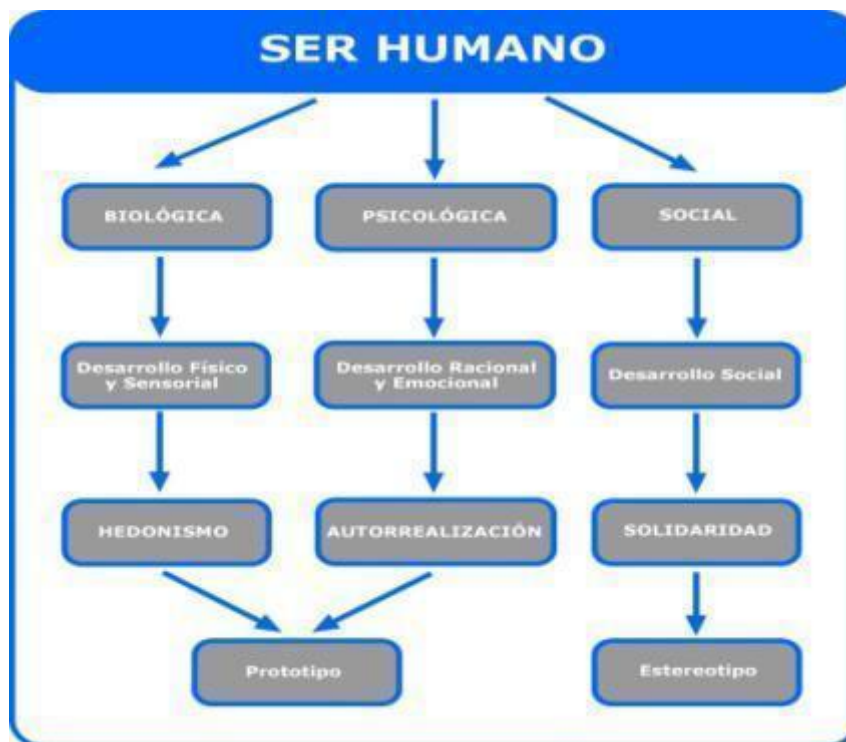 SER HUMANO
BIOLÓGICA
PSICOLÓGICA
SOCIAL
Desarrollo Físico
y Sensorial
Desarrollo Racional
y Emocional
Desarrollo Social
HEDONISMO
AUTORREALIZACIÓN
SOLIDARIDAD
Prototipo
Estereotipo